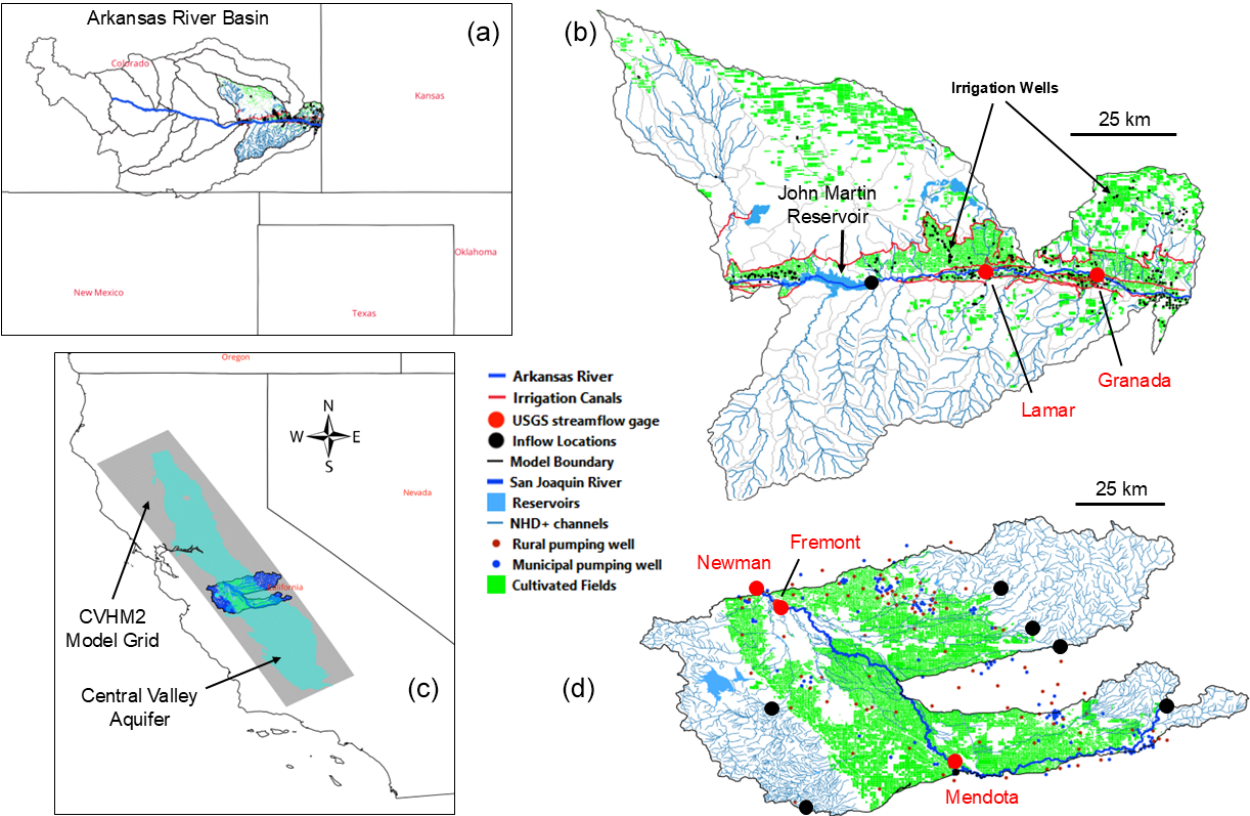 Arkansas River Basin
(a)
Colorado
Kansas
Oklahoma
New Mexico
Texas
(b)
Irrigation Wells
25 km
John Martin
Reservoir
Granada
Lamar
Oregon
N
W
E
S
Nevada
California
CVHM2
Model Grid
Central Valley
Aquifer
(c)
Arkansas River
Irrigation Canals
USGS streamflow gage
Inflow Locations
Model Boundary
San Joaquin River
Reservoirs
NHD+ channels
Rural pumping well
Municipal pumping well
Cultivated Fields
25 km
Newman
Fremont
(d)
Mendota